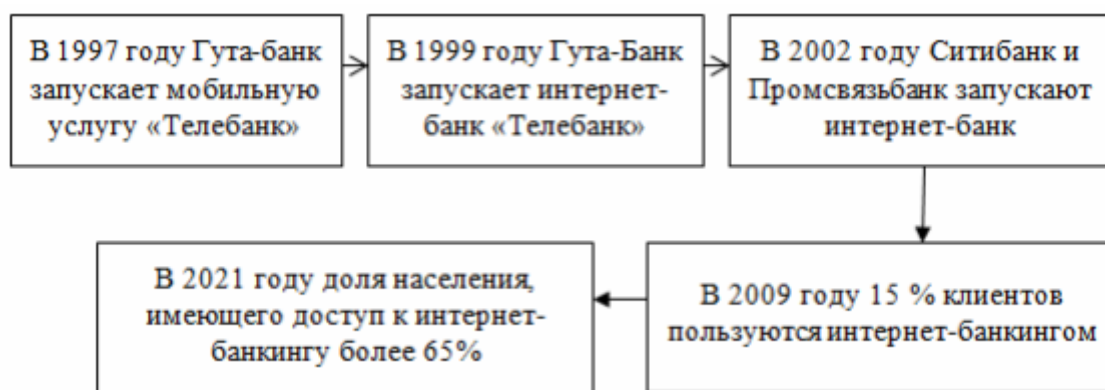 В 1997 году Гута-банк
запускает мобильную
услугу «Телебанк»
В 1999 году Гута-Банк
запускает интернет-
банк «Телебанк»
В 2002 году Ситибанк и
Промсвязьбанк запускают
интернет-банк
В 2009 году 15 % клиентов
пользуются интернет-банкингом
В 2021 году доля населения,
имеющего доступ к интернет-
банкингу более 65%